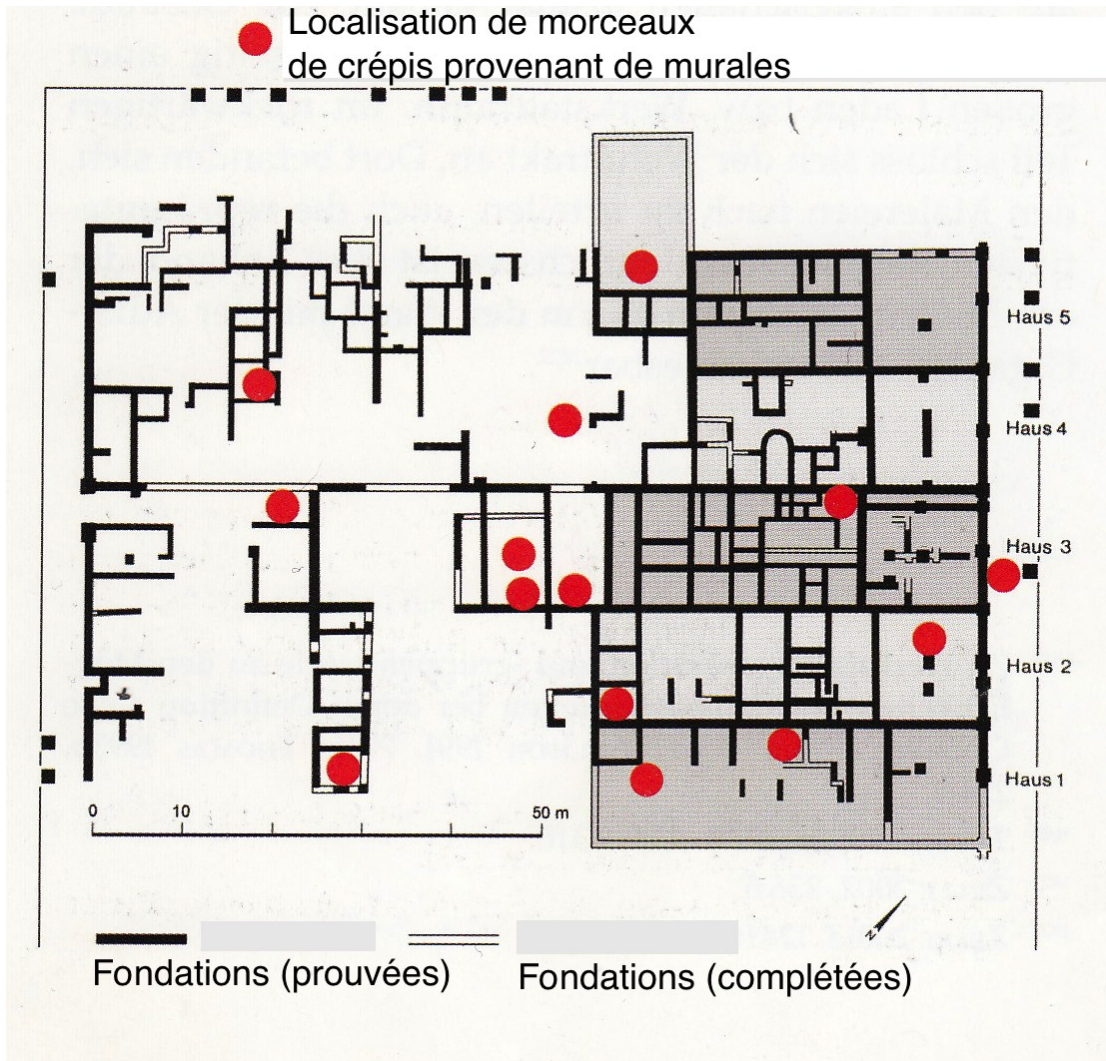 Localisation de morceaux
de crépis provenant de murales
Haus 5
Haus 4
Haus 3
Haus 2
Haus 1
0 10 50 m
N
Fondations (prouvées) Fondations (complétées)